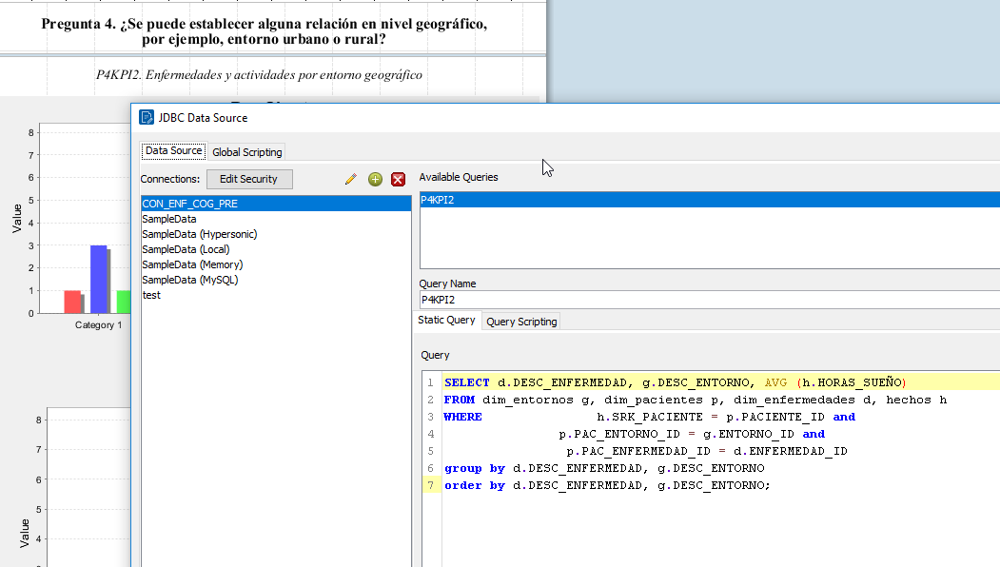 Pregunta 4. ¿Se puede establecer alguna relación en nivel geográfico,
por ejemplo, entorno urbano o rural?
P4KPI2. Enfermedades y actividades por entorno geográfico
JDBC Data Source
Data Source
Global Scripting
Connections:
Edit Security
CON_ENF_COG_PRE
SampleData
SampleData (Hypersonic)
SampleData (Local)
SampleData (Memory)
SampleData (MySQL)
test
Available Queries
P4KPI2
Query Name
P4KPI2
Static Query
Query Scripting
Query
1 SELECT d.DESC_ENFERMEDAD, g.DESC_ENTORNO, AVG (h.HORAS_SUEÑO)
2 FROM dim_entornos g, dim_pacientes p, dim_enfermedades d, hechos h
3 WHERE h.SRK_PACIENTE = p.PACIENTE_ID and
4 p.PAC_ENTORNO_ID = g.ENTORNO_ID and
5 p.PAC_ENFERMEDAD_ID = d.ENFERMEDAD_ID
6 group by d.DESC_ENFERMEDAD, g.DESC_ENTORNO
7 order by d.DESC_ENFERMEDAD, g.DESC_ENTORNO;
Value
8
7
6
5
4
3
2
1
0
Category 1
Value
8
7
6
5
4